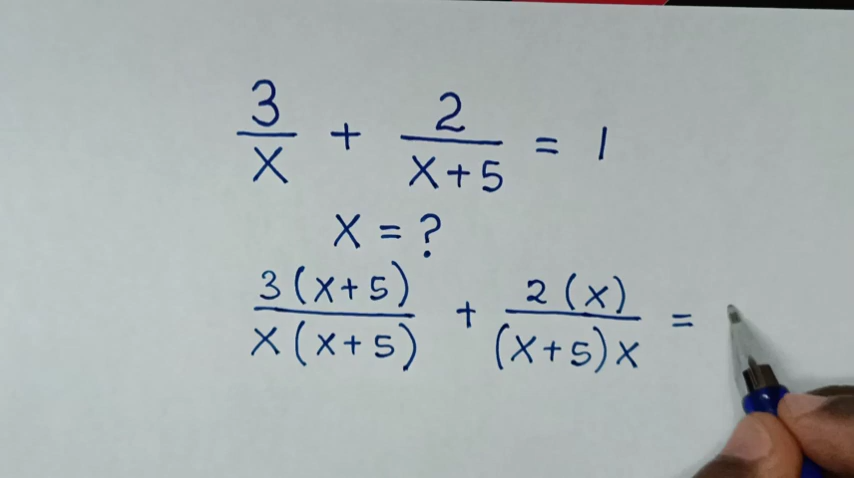 3/x + 2/(x+5) = 1
x = ?
3(x+5)/x(x+5) + 2(x)/(x+5)x =